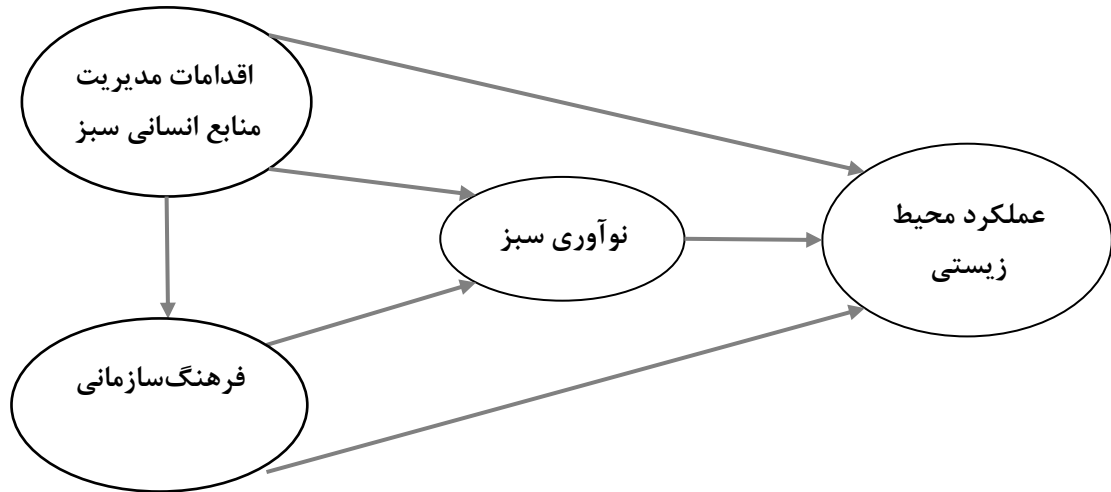 اقدامات مدیریت
منابع انسانی سبز
نوآوری سبز
عملکرد محیط
زیستی
فرهنگ‌سازمانی